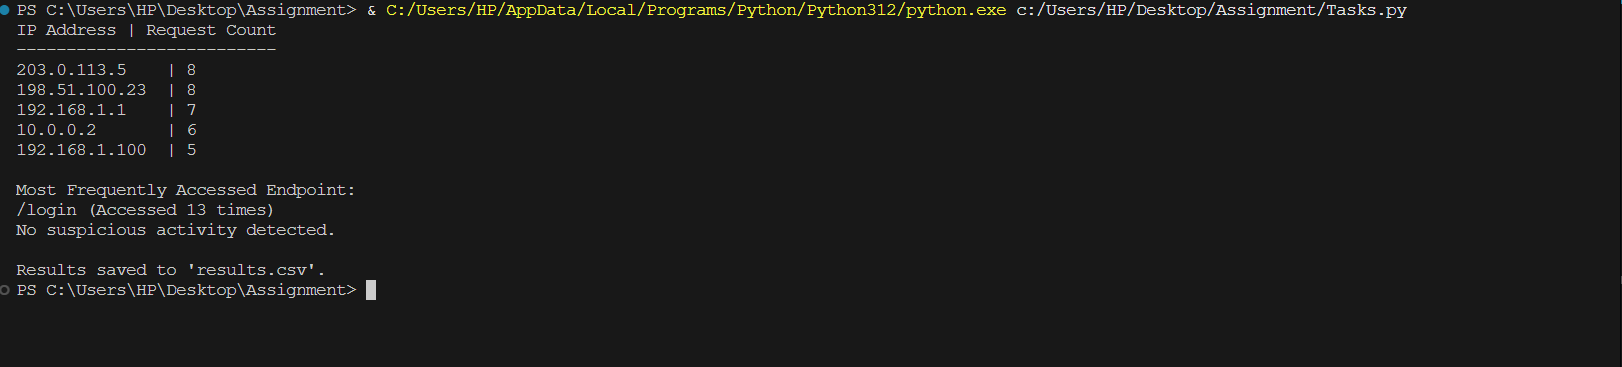 PS C:\Users\HP\Desktop\Assignment> & C:/Users/HP/AppData/Local/Programs/Python/Python312/python.exe c:/Users/HP/Desktop/Assignment/Tasks.py
IP Address | Request Count
--------------------------
203.0.113.5    | 8
198.51.100.23  | 8
192.168.1.1    | 7
10.0.0.2       | 6
192.168.1.100  | 5

Most Frequently Accessed Endpoint:
/login (Accessed 13 times)
No suspicious activity detected.

Results saved to 'results.csv'.
PS C:\Users\HP\Desktop\Assignment>